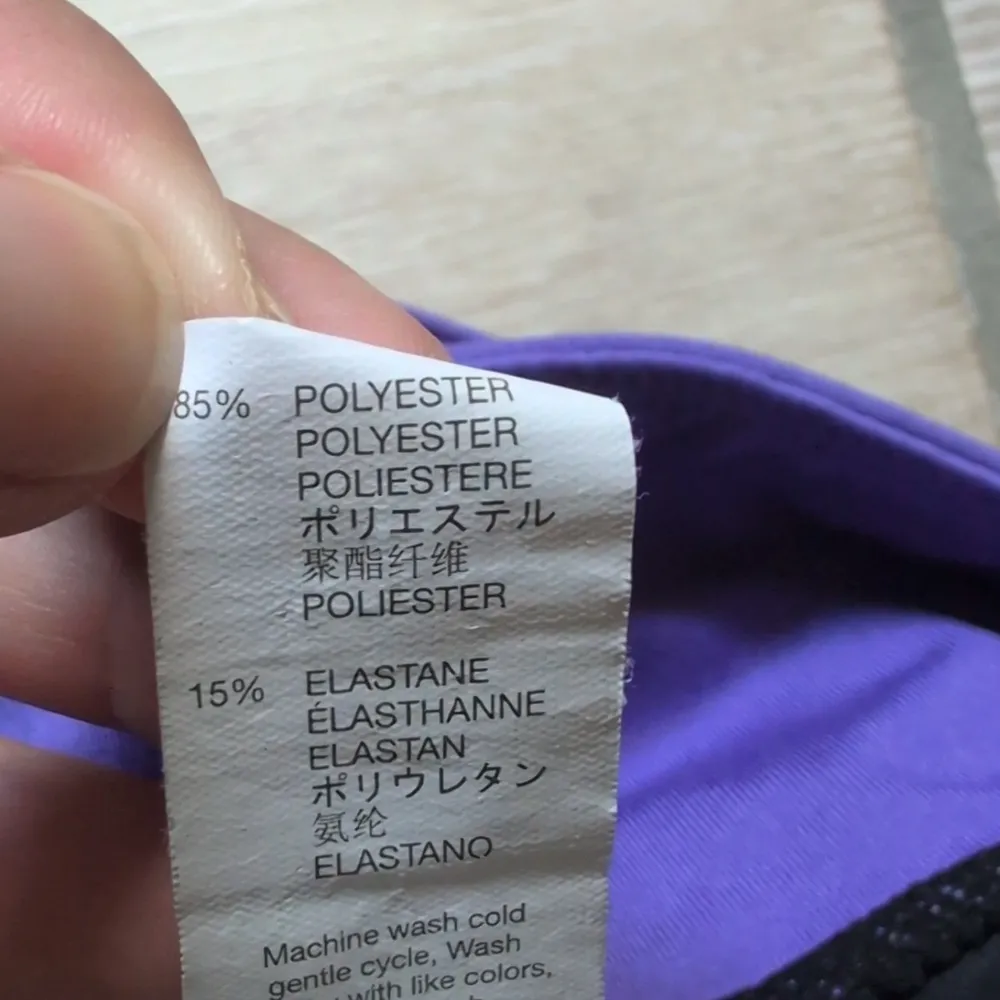 85% POLYESTER
POLYESTER
POLIESTERE
ポリエステル
聚酯纤维
POLIESTER
15% ELASTANE
ÉLASTHANNE
ELASTAN
ポリウレタン
氨纶
ELASTANO
Machine wash cold
gentle cycle, Wash
with like colors,